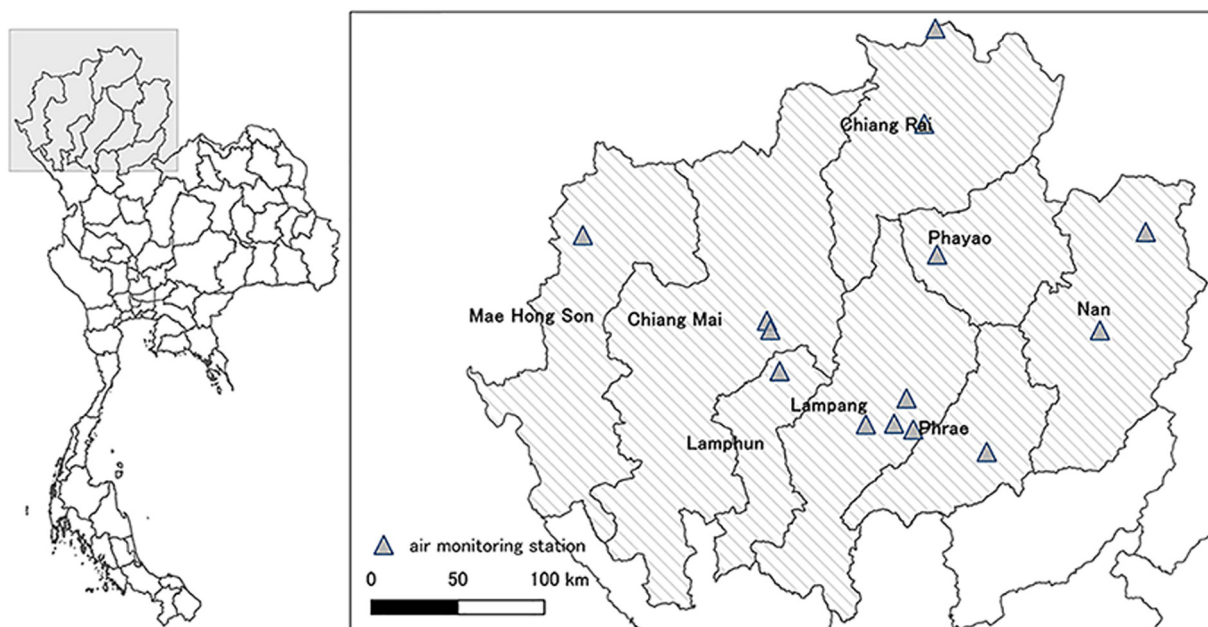 Chiang Rai
Phayao
Mae Hong Son
Chiang Mai
Nan
Lampang
Lamphun
Phrae
air monitoring station
0 50 100 km